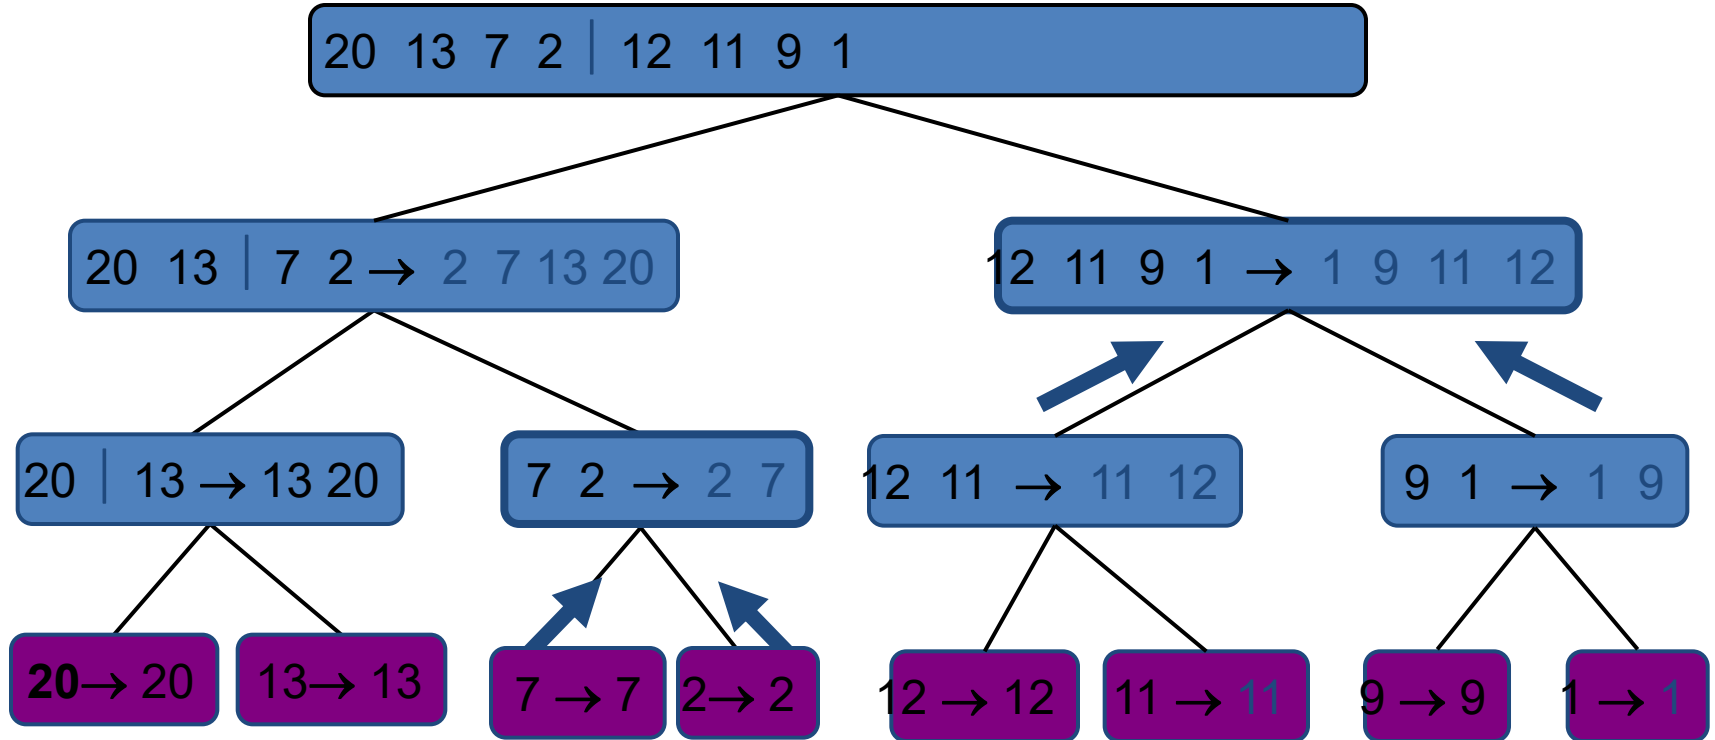 20 13 7 2 | 12 11 9 1
20 13 | 7 2 → 2 7 13 20
12 11 9 1 → 1 9 11 12
20 | 13 → 13 20
7 2 → 2 7
12 11 → 11 12
9 1 → 1 9
20 → 20
13 → 13
7 → 7
2 → 2
12 → 12
11 → 11
9 → 9
1 → 1